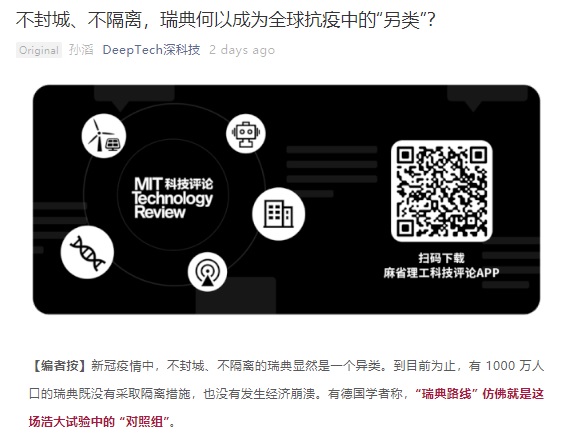 不封城、不隔离，瑞典何以成为全球抗疫中的“另类”？
Original 孙滔 DeepTech深科技 2 days ago
MIT 科技评论
Technology
Review
扫码下载
麻省理工科技评论APP
【编者按】新冠疫情中，不封城、不隔离的瑞典显然是一个异类。到目前为止，有 1000 万人
口的瑞典既没有采取隔离措施，也没有发生经济崩溃。有德国学者称，“瑞典路线” 仿佛就是这
场浩大试验中的 “对照组”。